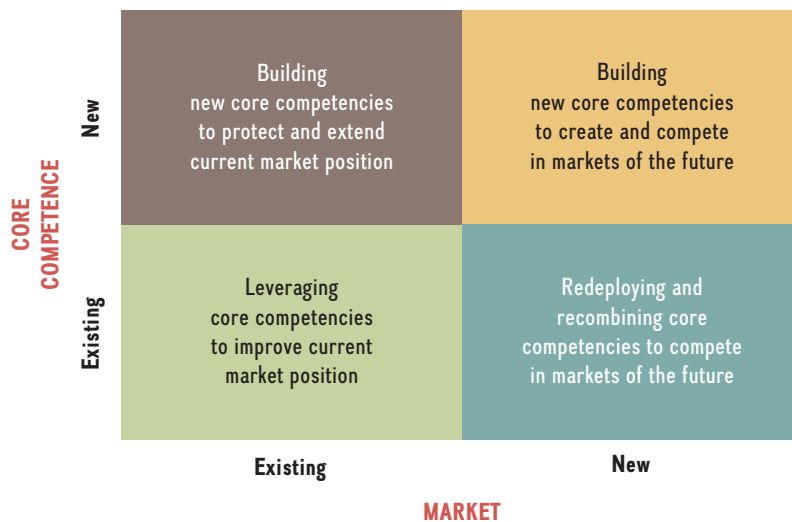 CORE
COMPETENCE
New
Building
new core competencies
to protect and extend
current market position
Building
new core competencies
to create and compete
in markets of the future
Existing
Leveraging
core competencies
to improve current
market position
Redeploying and
recombining core
competencies to compete
in markets of the future
Existing
New
MARKET